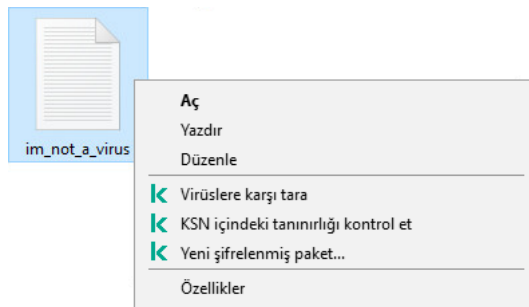 im_not_a_virus
Aç
Yazdır
Düzenle
Virüslere karşı tara
KSN içindeki tanınırlığı kontrol et
Yeni şifrelenmiş paket...
Özellikler